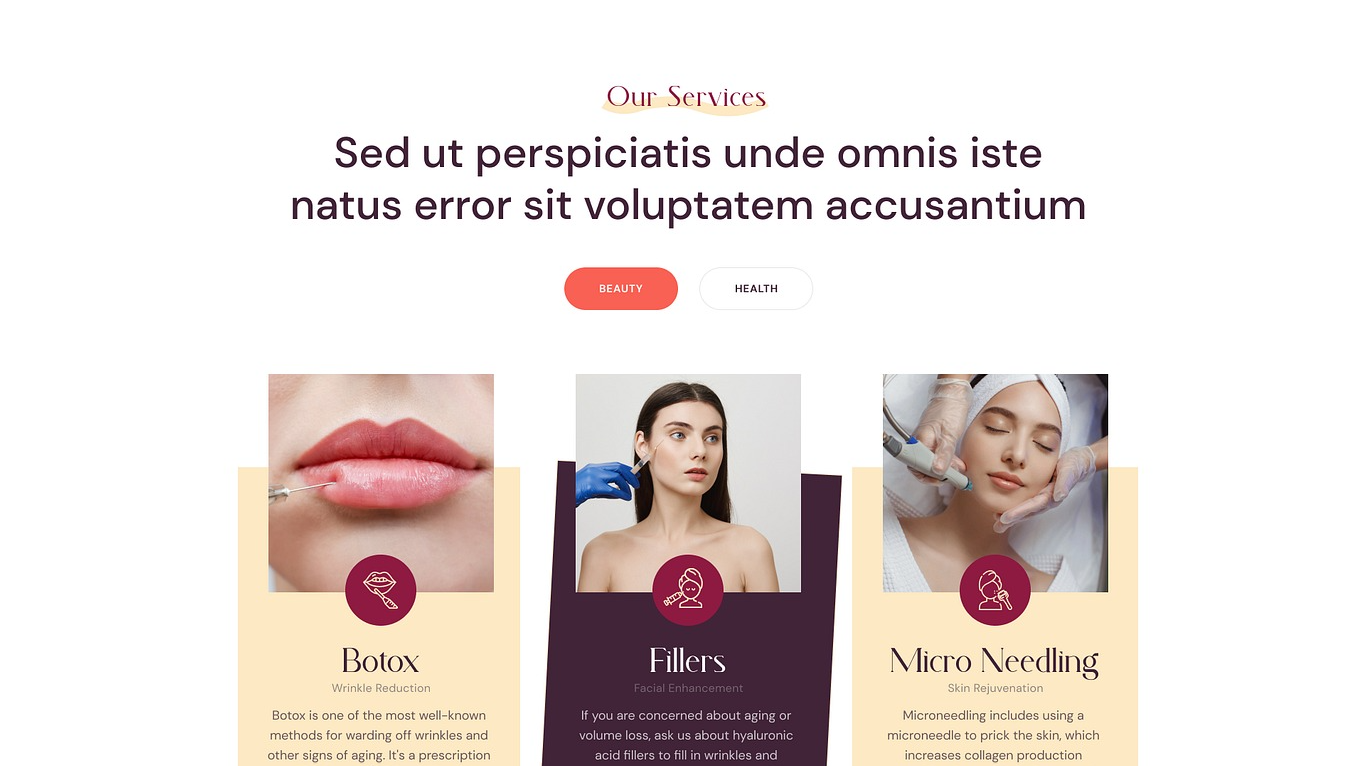 Our Services
Sed ut perspiciatis unde omnis iste
natus error sit voluptatem accusantium
BEAUTY
HEALTH
Botox
Wrinkle Reduction
Botox is one of the most well-known
methods for warding off wrinkles and
other signs of aging. It's a prescription
Fillers
Facial Enhancement
If you are concerned about aging or
volume loss, ask us about hyaluronic
acid fillers to fill in wrinkles and
Micro Needling
Skin Rejuvenation
Microneedling includes using a
microneedle to prick the skin, which
increases collagen production